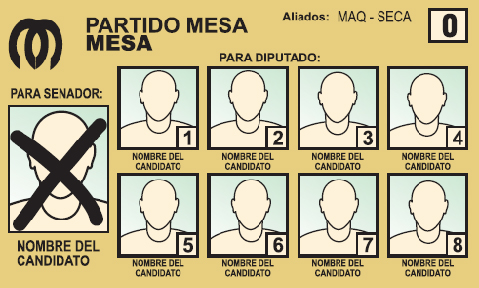 PARTIDO MESA
MESA
Aliados: MAQ - SECA
0
PARA DIPUTADO:
PARA SENADOR:
1
2
3
4
NOMBRE DEL
CANDIDATO
NOMBRE DEL
CANDIDATO
NOMBRE DEL
CANDIDATO
NOMBRE DEL
CANDIDATO
5
6
7
8
NOMBRE DEL
CANDIDATO
NOMBRE DEL
CANDIDATO
NOMBRE DEL
CANDIDATO
NOMBRE DEL
CANDIDATO
NOMBRE DEL
CANDIDATO